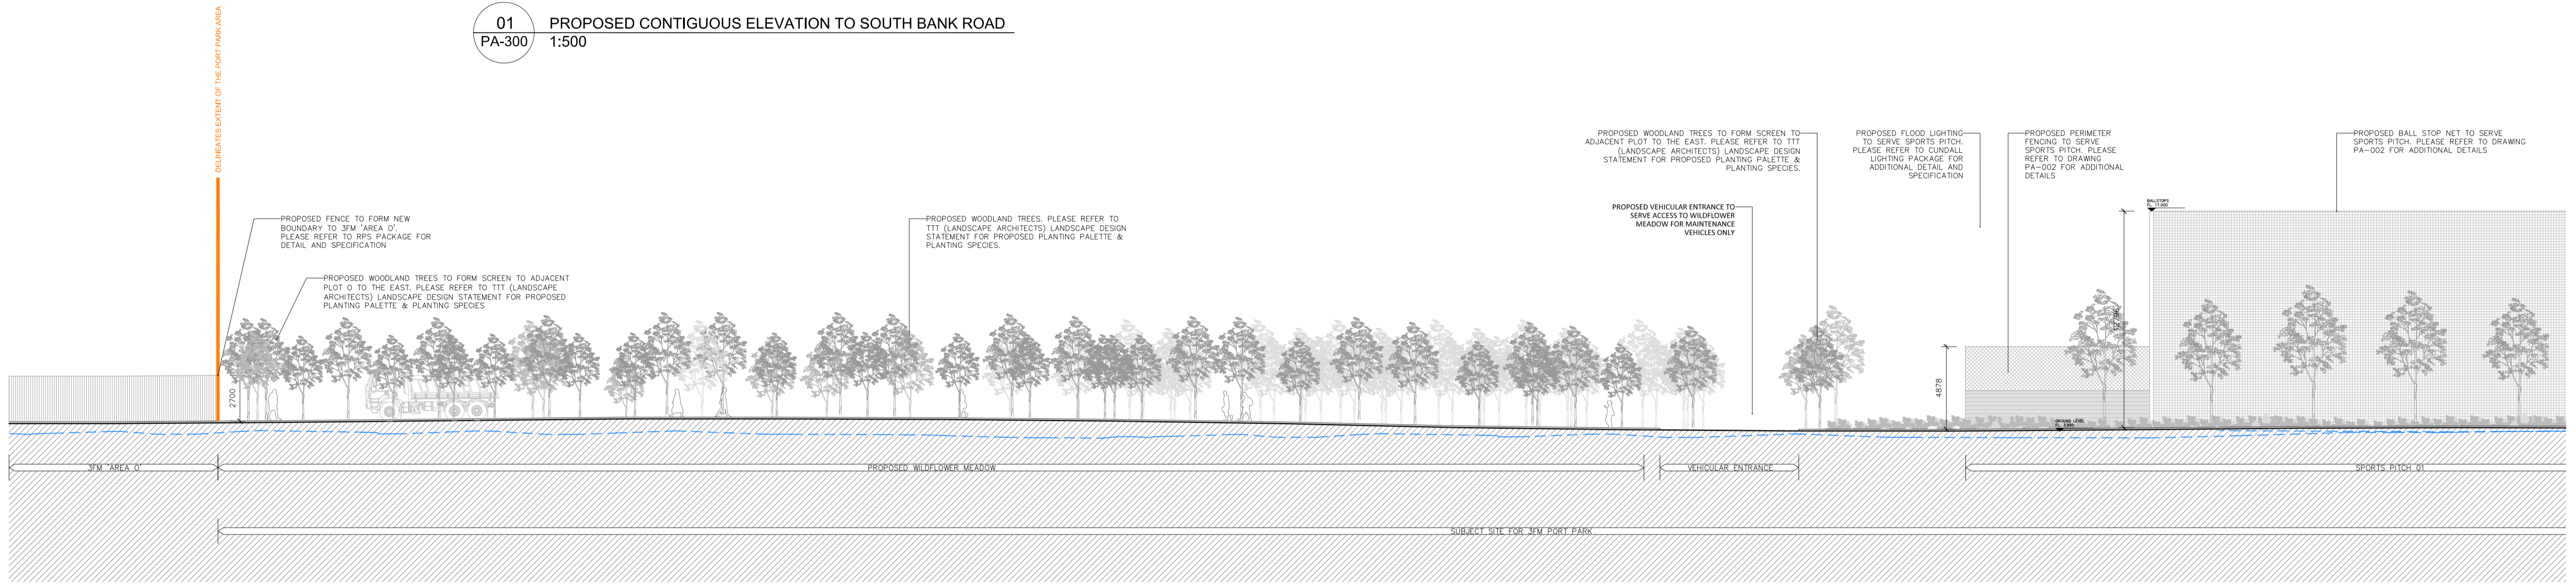 01
PA-300
PROPOSED CONTIGUOUS ELEVATION TO SOUTH BANK ROAD
1:500
DELINEATES EXTENT OF THE PORT PARK AREA
PROPOSED FENCE TO FORM NEW
BOUNDARY TO 3FM 'AREA O'.
PLEASE REFER TO RPS PACKAGE FOR
DETAIL AND SPECIFICATION
PROPOSED WOODLAND TREES TO FORM SCREEN TO ADJACENT
PLOT O TO THE EAST. PLEASE REFER TO TTT (LANDSCAPE
ARCHITECTS) LANDSCAPE DESIGN STATEMENT FOR PROPOSED
PLANTING PALETTE & PLANTING SPECIES
PROPOSED WOODLAND TREES. PLEASE REFER TO
TTT (LANDSCAPE ARCHITECTS) LANDSCAPE DESIGN
STATEMENT FOR PROPOSED PLANTING PALETTE &
PLANTING SPECIES.
PROPOSED WOODLAND TREES TO FORM SCREEN TO
ADJACENT PLOT TO THE EAST. PLEASE REFER TO TTT
(LANDSCAPE ARCHITECTS) LANDSCAPE DESIGN
STATEMENT FOR PROPOSED PLANTING PALETTE &
PLANTING SPECIES.
PROPOSED VEHICULAR ENTRANCE TO
SERVE ACCESS TO WILDFLOWER
MEADOW FOR MAINTENANCE
VEHICLES ONLY
PROPOSED FLOOD LIGHTING
TO SERVE SPORTS PITCH.
PLEASE REFER TO CUNDALL
LIGHTING PACKAGE FOR
ADDITIONAL DETAIL AND
SPECIFICATION
PROPOSED PERIMETER
FENCING TO SERVE
SPORTS PITCH. PLEASE
REFER TO DRAWING
PA-002 FOR ADDITIONAL
DETAILS
PROPOSED BALL STOP NET TO SERVE
SPORTS PITCH. PLEASE REFER TO DRAWING
PA-002 FOR ADDITIONAL DETAILS
BALLSTOPS
FL. 17.000
2700
4878
GROUND LEVEL
3FM 'AREA O'
PROPOSED WILDFLOWER MEADOW
VEHICULAR ENTRANCE
SPORTS PITCH 01
SUBJECT SITE FOR 3FM PORT PARK